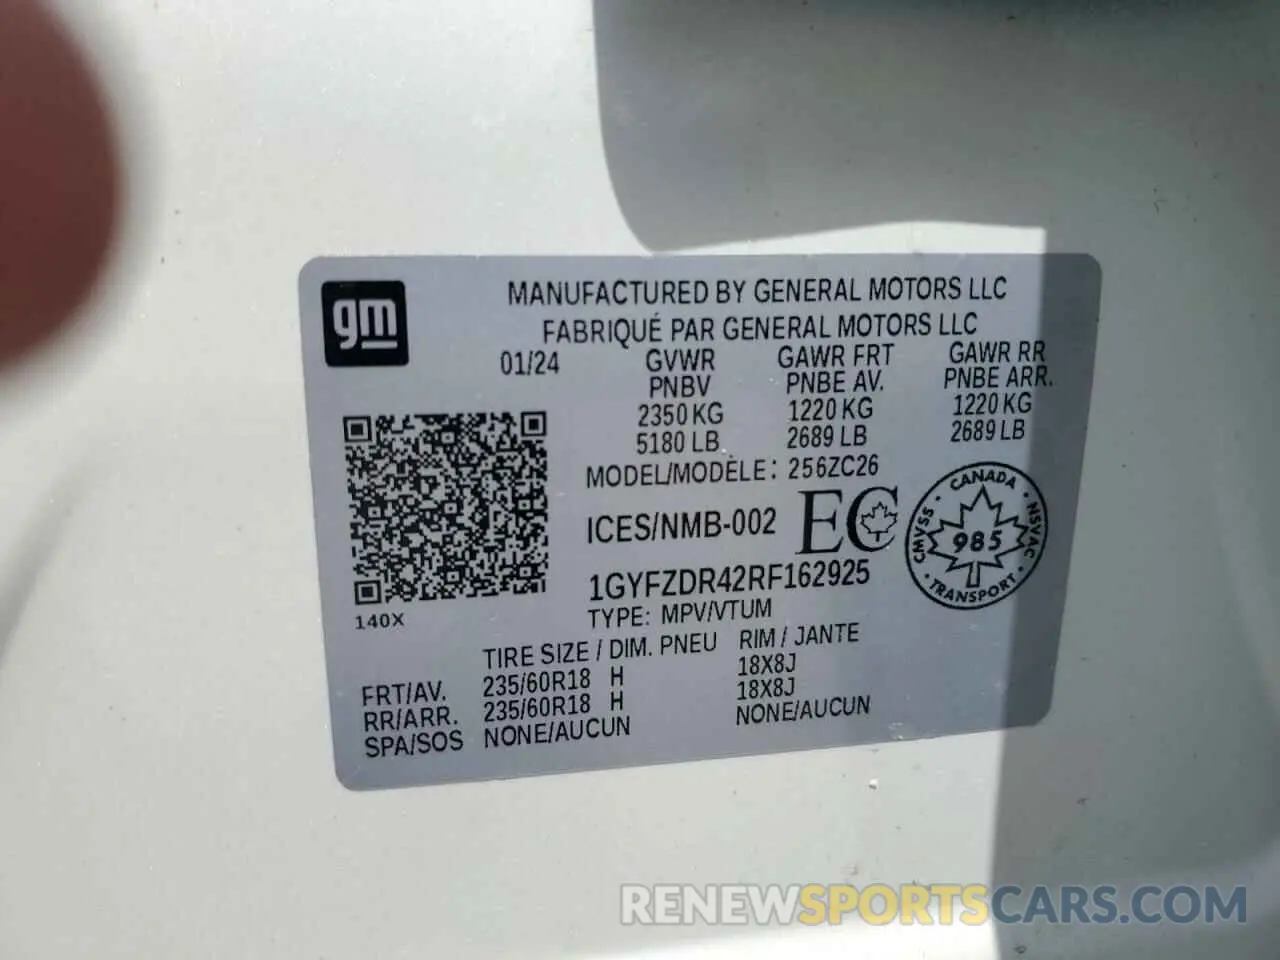 gm
MANUFACTURED BY GENERAL MOTORS LLC
FABRIQUÉ PAR GENERAL MOTORS LLC
01/24 GVWR GAWR FRT GAWR RR
PNBV PNBE AV. PNBE ARR.
2350 KG 1220 KG 1220 KG
5180 LB 2689 LB 2689 LB
MODEL/MODÈLE: 256ZC26
ICES/NMB-002 EC
CANADA · NSVAC · TRANSPORT · CMVSS ·
985
1GYFZDR42RF162925
TYPE: MPV/VTUM
140X
TIRE SIZE / DIM. PNEU RIM / JANTE
FRT/AV. 235/60R18 H 18X8J
RR/ARR. 235/60R18 H 18X8J
SPA/SOS NONE/AUCUN NONE/AUCUN
RENEWSPORTSCARS.COM